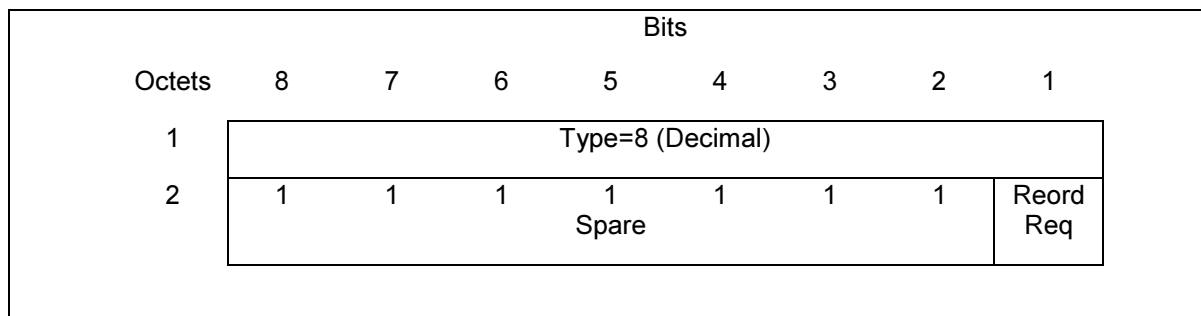 Bits
Octets 8 7 6 5 4 3 2 1
1 Type=8 (Decimal)
2 1 1 1 1 1 1 1 Reord
Spare Req